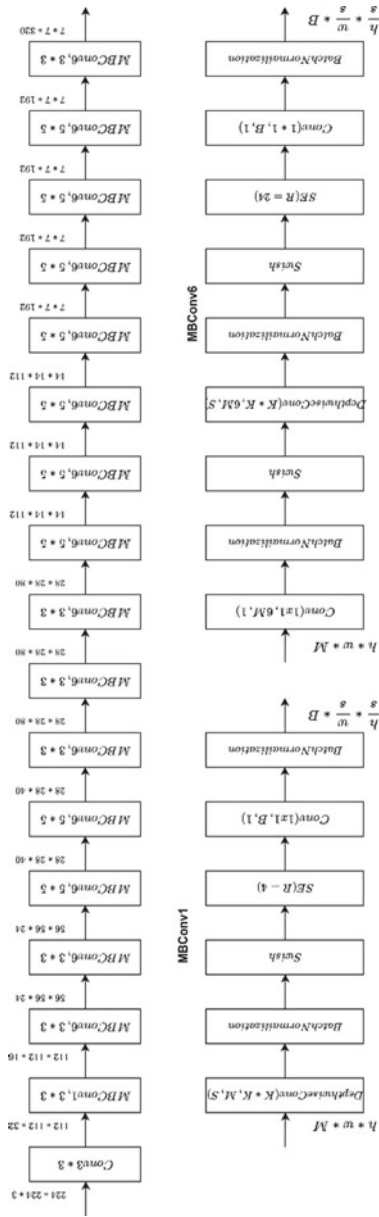 224*224*3
Conv3 * 3
112 * 112 * 32
MBConv1, 3 * 3
112 * 112 * 16
MBConv6, 3 * 3
56 * 56 * 24
MBConv6, 3 * 3
56 * 56 * 24
MBConv6, 5 * 5
28 * 28 * 40
MBConv6, 5 * 5
28 * 28 * 40
MBConv6, 3 * 3
28 * 28 * 80
MBConv6, 3 * 3
28 * 28 * 80
MBConv6, 3 * 3
28 * 28 * 80
MBConv6, 5 * 5
14 * 14 * 112
MBConv6, 5 * 5
14 * 14 * 112
MBConv6, 5 * 5
14 * 14 * 112
MBConv6, 5 * 5
7 * 7 * 192
MBConv6, 5 * 5
7 * 7 * 192
MBConv6, 5 * 5
7 * 7 * 192
MBConv6, 5 * 5
7 * 7 * 192
MBConv6, 3 * 3
7 * 7 * 320
MBConv1
h * w * M
DepthwiseConv(K * K, M, S)
BatchNormailization
Swish
SE(R - 4)
Conv(1x1, B, 1)
BatchNormailization
h/s * w/s * B
MBConv6
h * w * M
Conv(1x1, 6M, 1)
BatchNormailization
Swish
DepthwiseConv(K * K, 6M, S)
BatchNormailization
Swish
SE(R = 24)
Conv(1 * 1, B, 1)
BatchNormailization
h/s * w/s * B